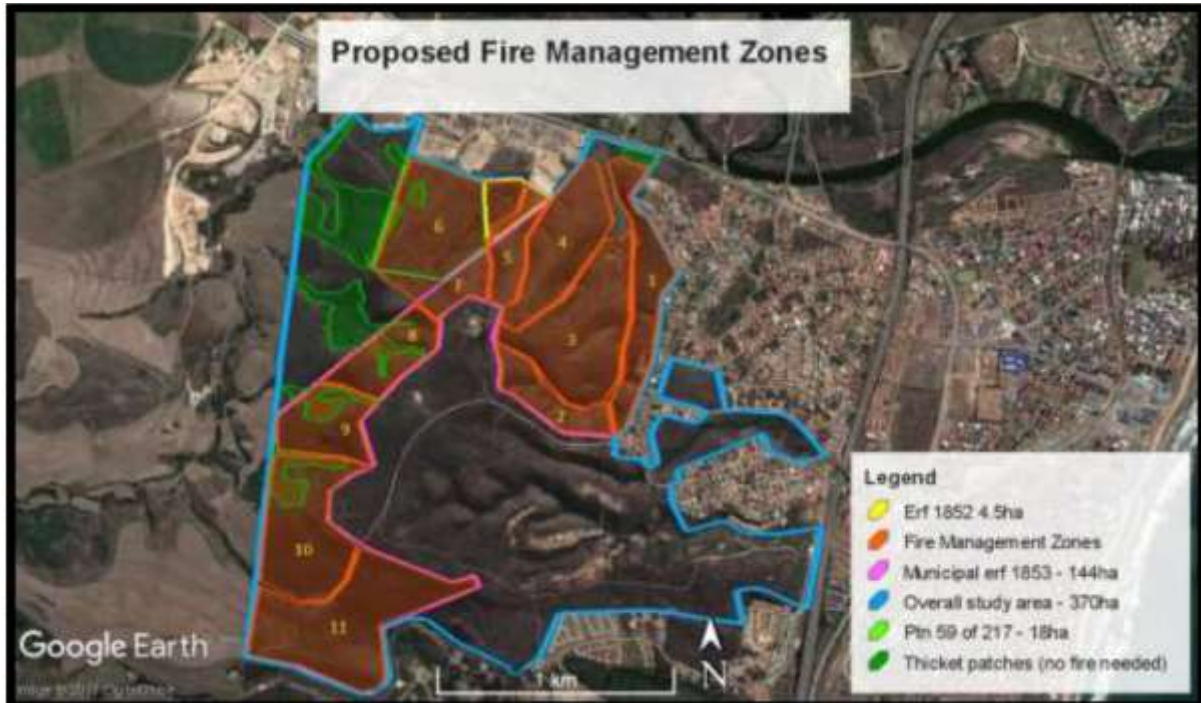 Proposed Fire Management Zones
6
4
5
1
7
3
8
2
9
10
11
Legend
Erf 1852 4.5ha
Fire Management Zones
Municipal erf 1853 - 144ha
Overall study area - 370ha
Ptn 59 of 217 - 18ha
Thicket patches (no fire needed)
Google Earth
1 km
N